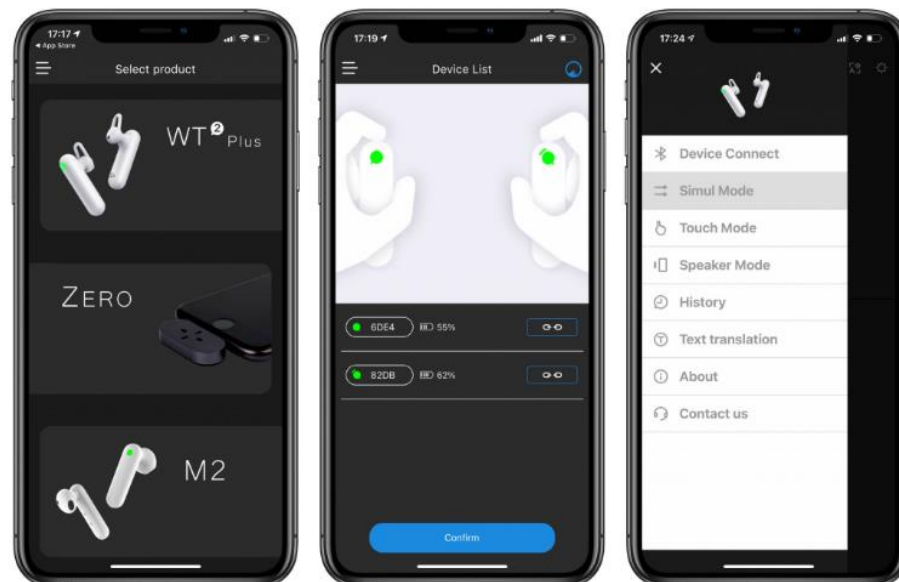 17:17
App Store
Select product
WT2 Plus
ZERO
M2
17:19
Device List
6DE4 55%
82DB 62%
Confirm
17:24
Device Connect
Simul Mode
Touch Mode
Speaker Mode
History
Text translation
About
Contact us